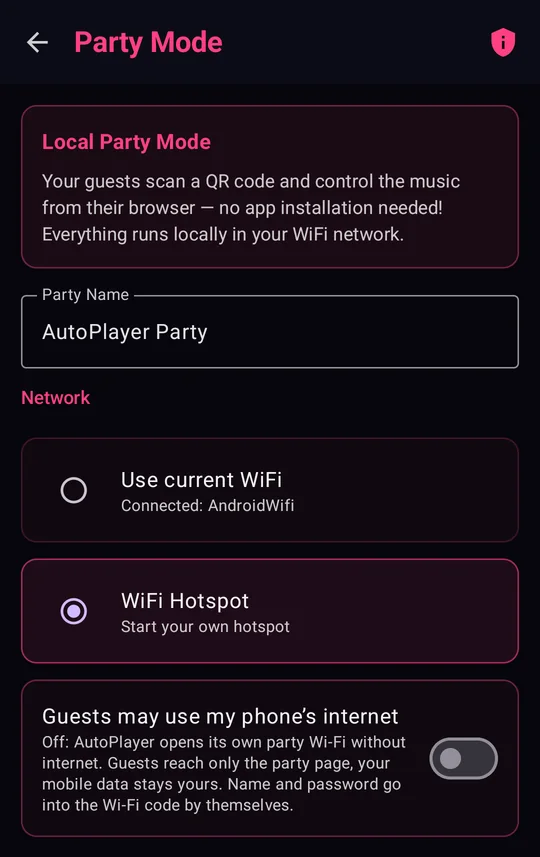 Party Mode
Local Party Mode
Your guests scan a QR code and control the music
from their browser — no app installation needed!
Everything runs locally in your WiFi network.
Party Name
AutoPlayer Party
Network
Use current WiFi
Connected: AndroidWifi
WiFi Hotspot
Start your own hotspot
Guests may use my phone’s internet
Off: AutoPlayer opens its own party Wi-Fi without
internet. Guests reach only the party page, your
mobile data stays yours. Name and password go
into the Wi-Fi code by themselves.